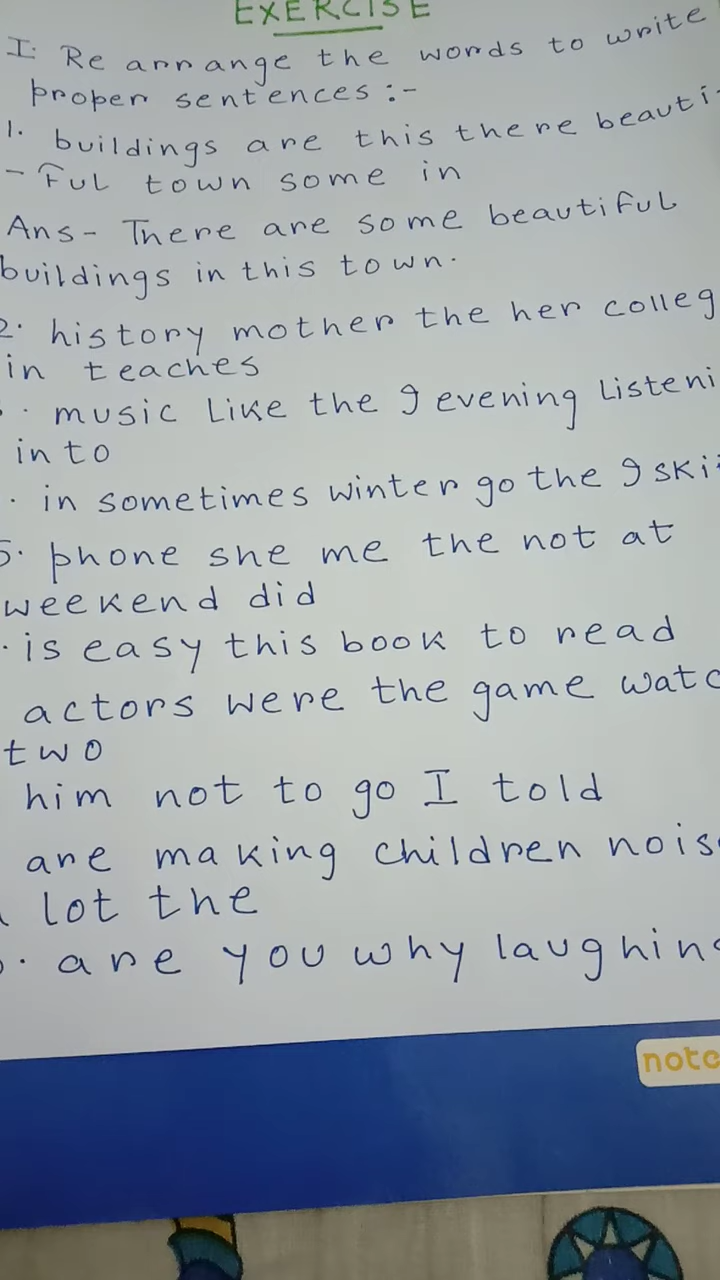 EXERCISE
I. Re arrange the words to write
proper sentences :-
1. buildings are this there beauti-
-ful town some in
Ans- There are some beautiful
buildings in this town.
2. history mother the her colleg
in teaches
. music like the I evening listeni
into
. in sometimes winter go the I skii
5. phone she me the not at
weekend did
. is easy this book to read
actors were the game watc
two
him not to go I told
are making children nois
lot the
. are you why laughing
note